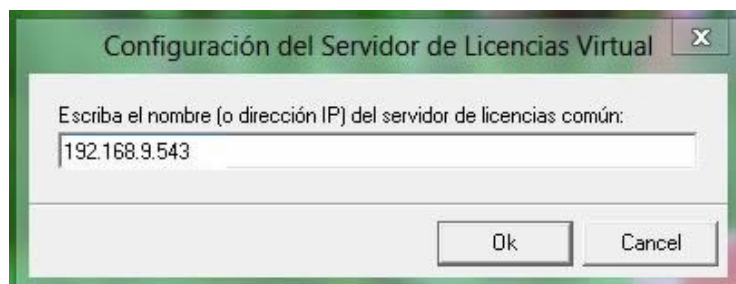 Configuración del Servidor de Licencias Virtual
x
Escriba el nombre (o dirección IP) del servidor de licencias común:
192.168.9.543
Ok
Cancel